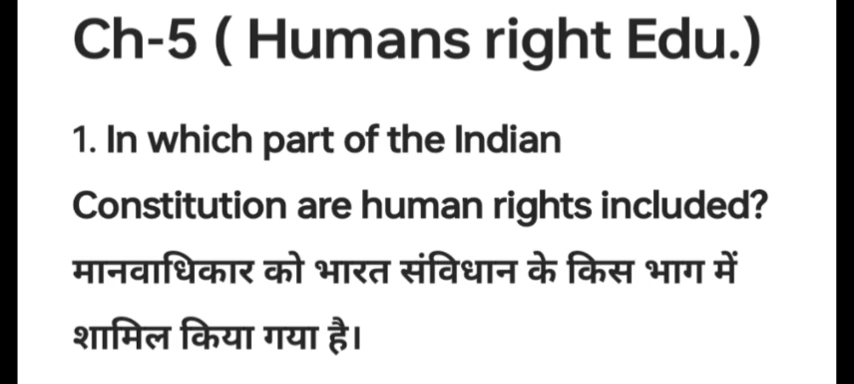 Ch-5 ( Humans right Edu.)
1. In which part of the Indian
Constitution are human rights included?
मानवाधिकार को भारत संविधान के किस भाग में
शामिल किया गया है।